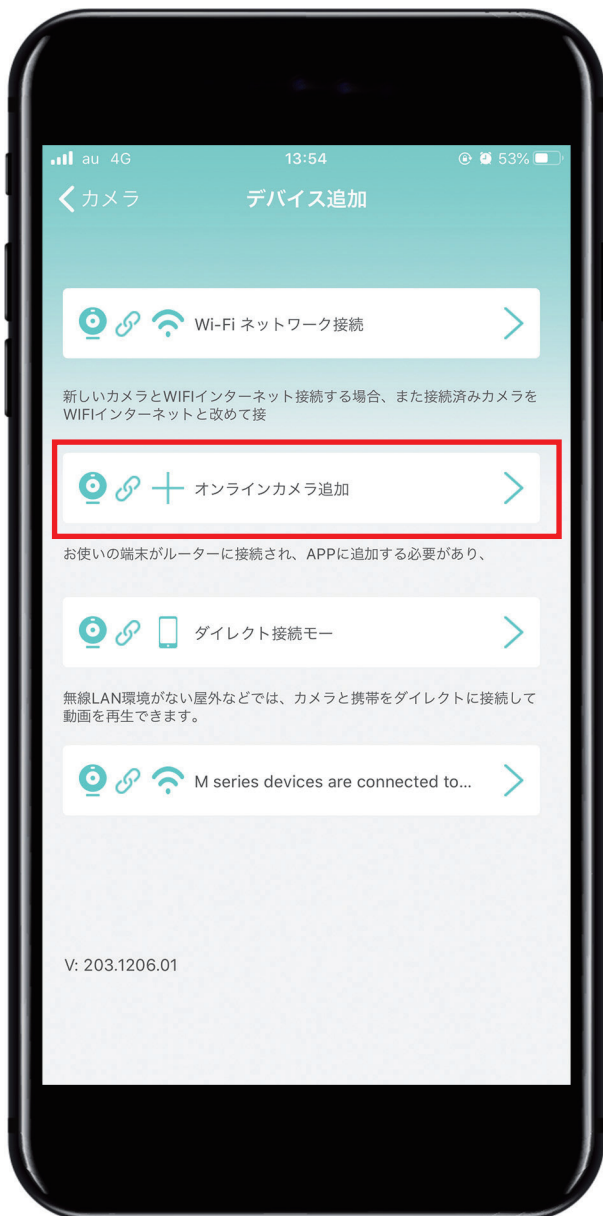 au 4G 13:54 53%
カメラ デバイス追加
Wi-Fi ネットワーク接続
新しいカメラとWIFIインターネット接続する場合、また接続済みカメラを
WIFIインターネットと改めて接
オンラインカメラ追加
お使いの端末がルーターに接続され、APPに追加する必要があり、
ダイレクト接続モー
無線LAN環境がない屋外などでは、カメラと携帯をダイレクトに接続して
動画を再生できます。
M series devices are connected to...
V: 203.1206.01